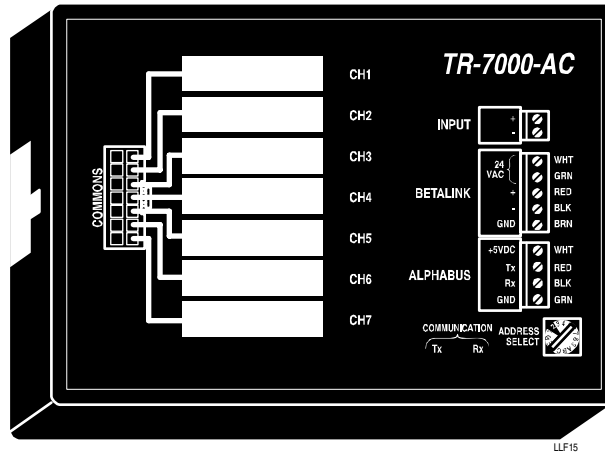 TR-7000-AC
COMMONS
CH1
CH2
CH3
CH4
CH5
CH6
CH7
INPUT
+
-
BETALINK
24 VAC
+
-
GND
WHT
GRN
RED
BLK
BRN
ALPHABUS
+5VDC
Tx
Rx
GND
WHT
RED
BLK
GRN
COMMUNICATION
Tx Rx
ADDRESS
SELECT
LLF15